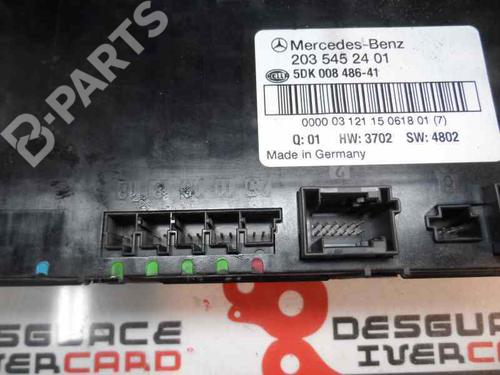 B-PARTS
Mercedes-Benz
203 545 24 01
5DK 008 486-41
0000 03 121 15 0618 01 (7)
Q: 01 HW: 3702 SW: 4802
Made in Germany
DESGUACE
IVERCARD
DESGUA
IVERCAR